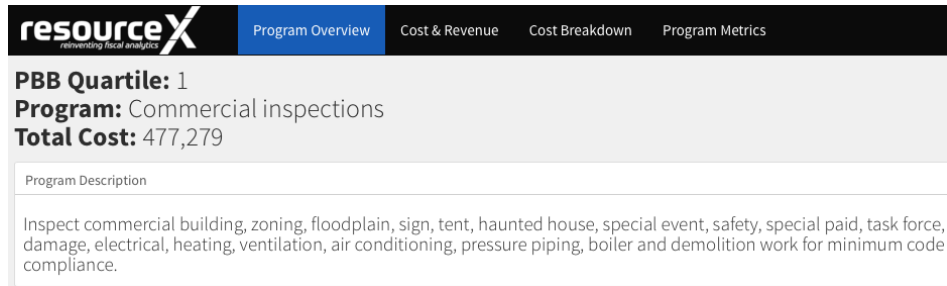 resourceX
reinventing fiscal analytics
Program Overview Cost & Revenue Cost Breakdown Program Metrics
PBB Quartile: 1
Program: Commercial inspections
Total Cost: 477,279
Program Description
Inspect commercial building, zoning, floodplain, sign, tent, haunted house, special event, safety, special paid, task force,
damage, electrical, heating, ventilation, air conditioning, pressure piping, boiler and demolition work for minimum code
compliance.